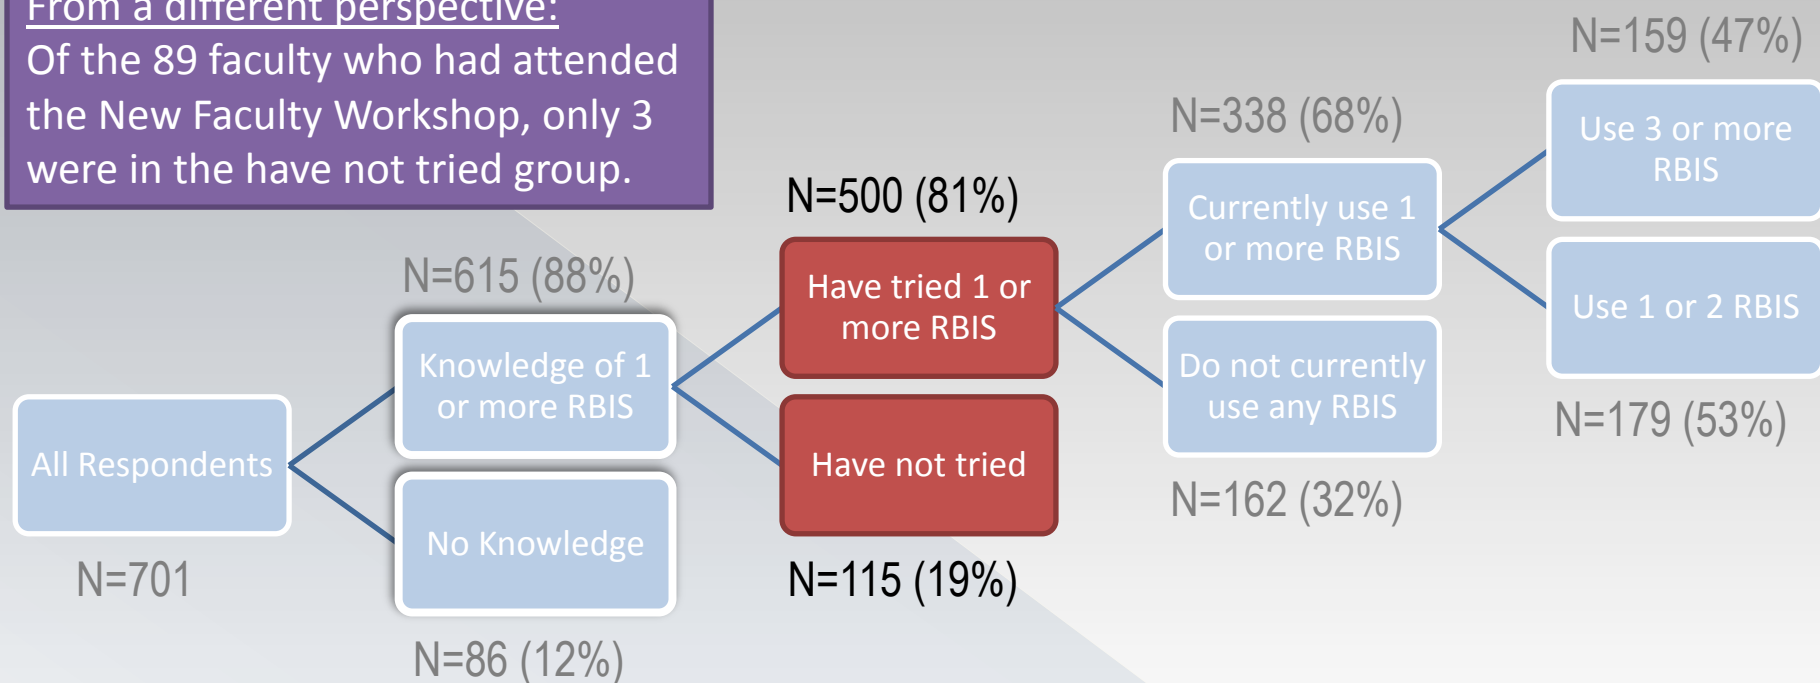 From a different perspective:
Of the 89 faculty who had attended
the New Faculty Workshop, only 3
were in the have not tried group.
All Respondents
N=701
N=615 (88%)
Knowledge of 1
or more RBIS
No Knowledge
N=86 (12%)
N=500 (81%)
Have tried 1 or
more RBIS
Have not tried
N=115 (19%)
N=338 (68%)
Currently use 1
or more RBIS
Do not currently
use any RBIS
N=162 (32%)
N=159 (47%)
Use 3 or more
RBIS
Use 1 or 2 RBIS
N=179 (53%)